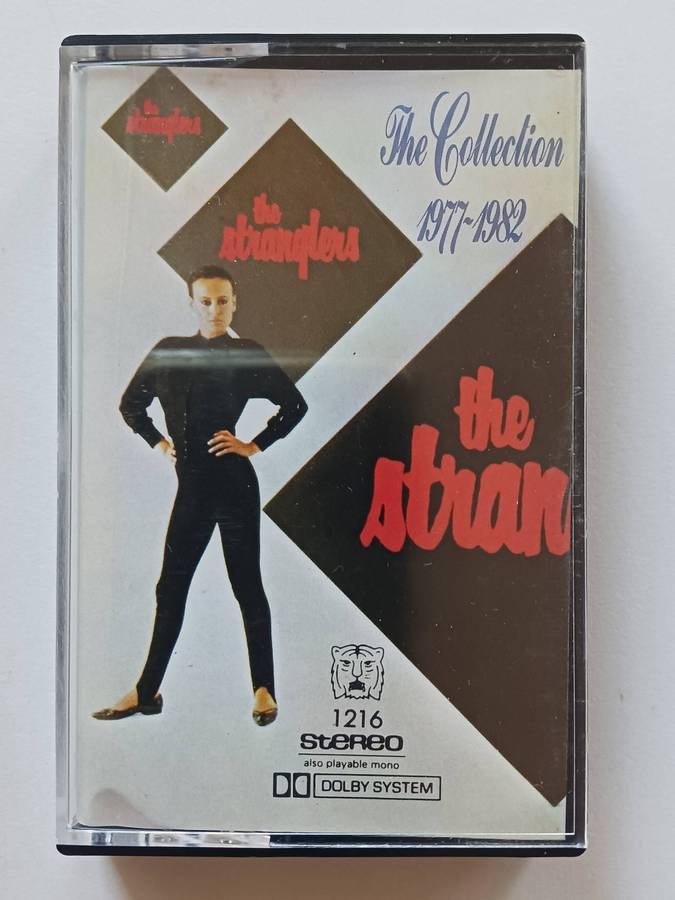 the
stranglers
The Collection
1977-1982
the
stranglers
the
stran
1216
STEREO
also playable mono
DOLBY SYSTEM